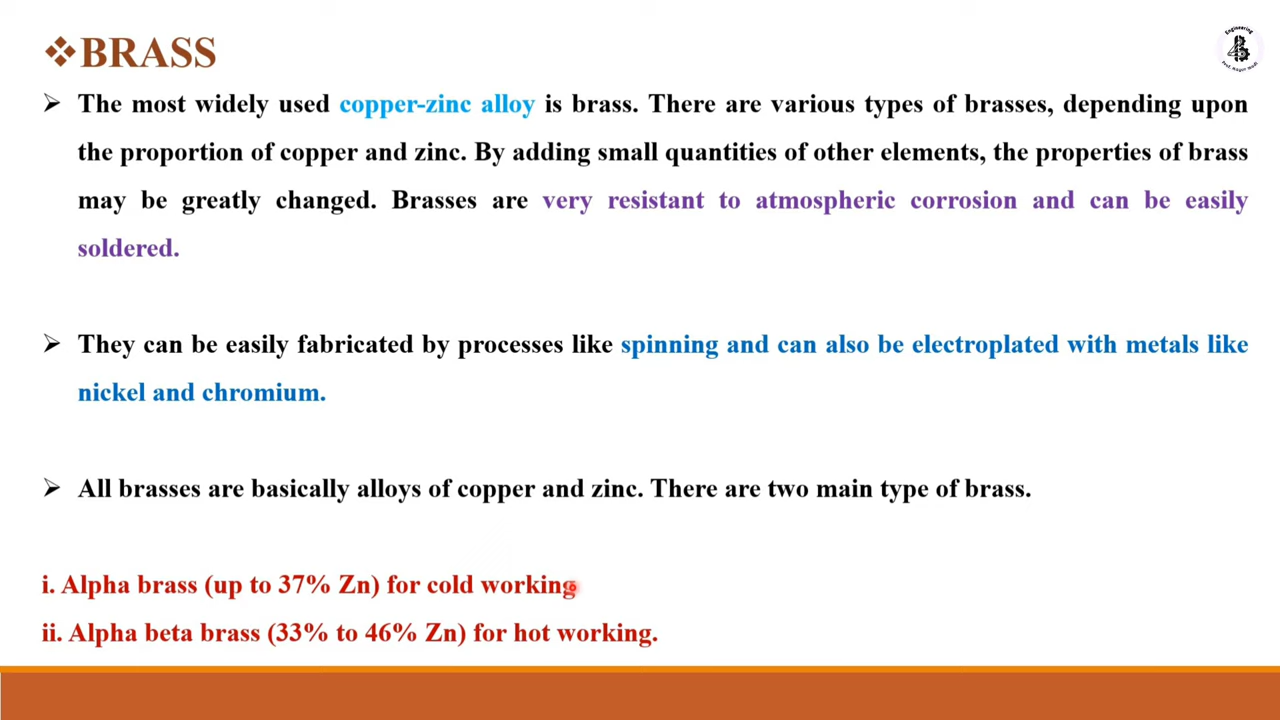 ❖BRASS
Engineering
Prof. Mayur Modi
➢ The most widely used copper-zinc alloy is brass. There are various types of brasses, depending upon
the proportion of copper and zinc. By adding small quantities of other elements, the properties of brass
may be greatly changed. Brasses are very resistant to atmospheric corrosion and can be easily
soldered.
➢ They can be easily fabricated by processes like spinning and can also be electroplated with metals like
nickel and chromium.
➢ All brasses are basically alloys of copper and zinc. There are two main type of brass.
i. Alpha brass (up to 37% Zn) for cold working
ii. Alpha beta brass (33% to 46% Zn) for hot working.